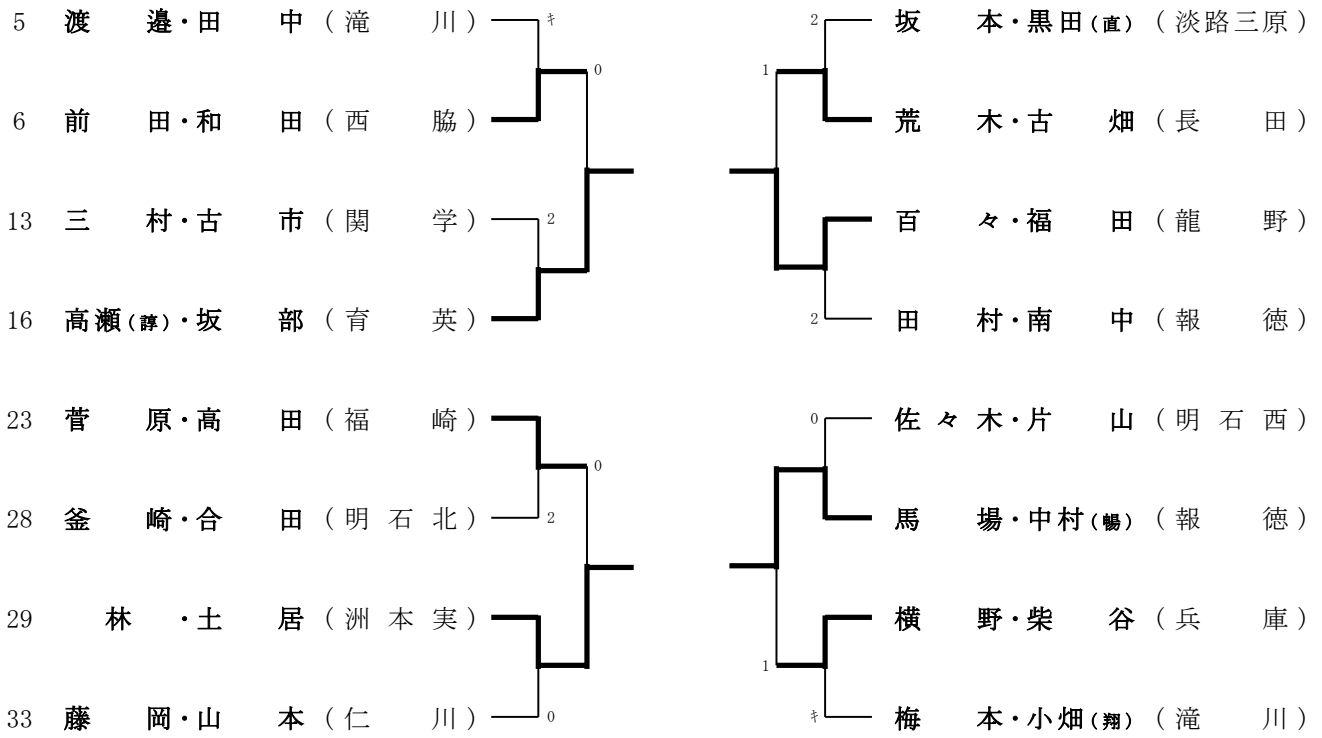 5 渡 邉・田 中 ( 滝 川 ) ｷ 2 坂 本・黒田(直) ( 淡路三原 )
0 1
6 前 田・和 田 ( 西 脇 ) 荒 木・古 畑 ( 長 田 )
13 三 村・古 市 ( 関 学 ) 2 百 々・福 田 ( 龍 野 )
16 高瀬(諄)・坂 部 ( 育 英 ) 2 田 村・南 中 ( 報 徳 )
23 菅 原・高 田 ( 福 崎 ) 0 佐々木・片 山 ( 明石西 )
0
28 釜 崎・合 田 ( 明石北 ) 2 馬 場・中村(暢) ( 報 徳 )
29 林 ・土 居 ( 洲本実 ) 横 野・柴 谷 ( 兵 庫 )
1
33 藤 岡・山 本 ( 仁 川 ) 0 ｷ 梅 本・小畑(翔) ( 滝 川 )